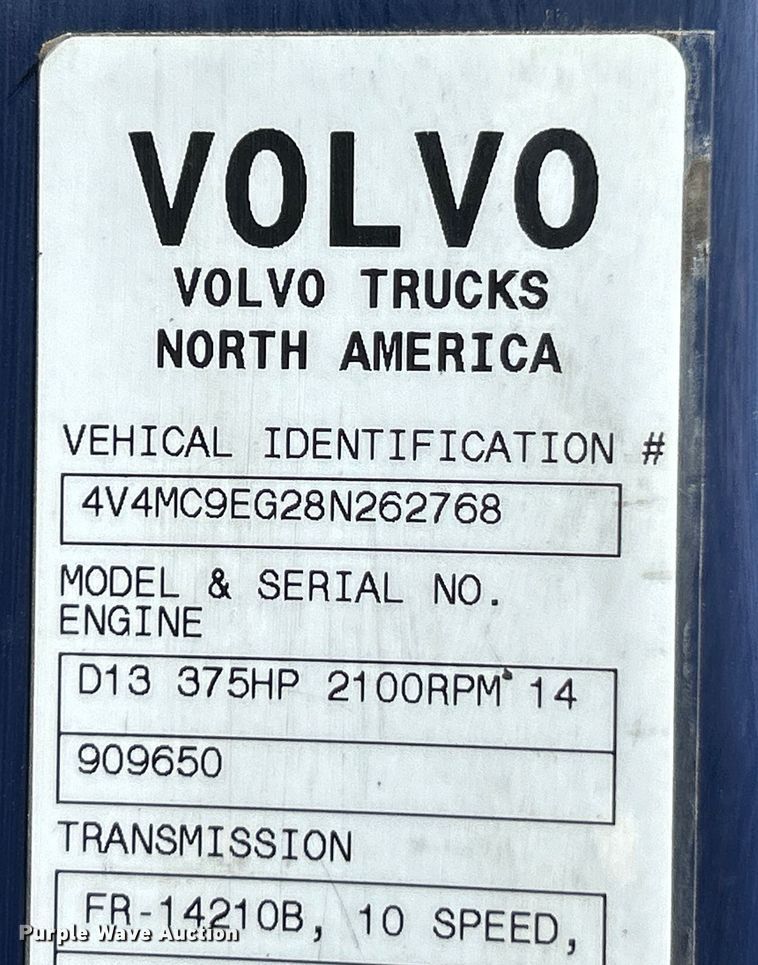 VOLVO
VOLVO TRUCKS
NORTH AMERICA
VEHICAL IDENTIFICATION #
4V4MC9EG28N262768
MODEL & SERIAL NO.
ENGINE
D13 375HP 2100RPM 14
909650
TRANSMISSION
FR-14210B, 10 SPEED,
Purple Wave Auction